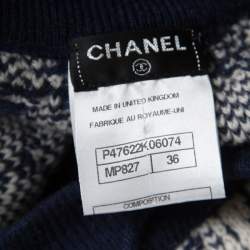 CHANEL
MADE IN UNITED KINGDOM
FABRIQUE AU ROYAUME-UNI
P47622K06074
MP827 36
COMPOSITION